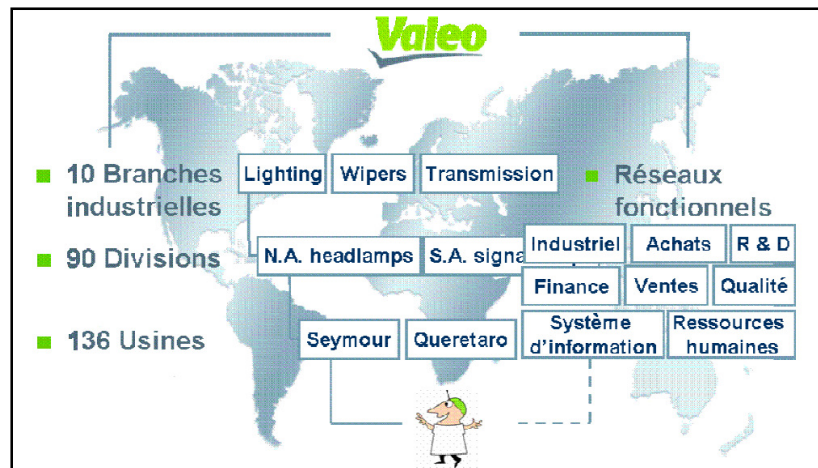 Valeo
10 Branches
industrielles
Lighting
Wipers
Transmission
Réseaux
fonctionnels
90 Divisions
N.A. headlamps
S.A. signa
Industriel
Achats
R & D
Finance
Ventes
Qualité
136 Usines
Seymour
Queretaro
Système
d'information
Ressources
humaines